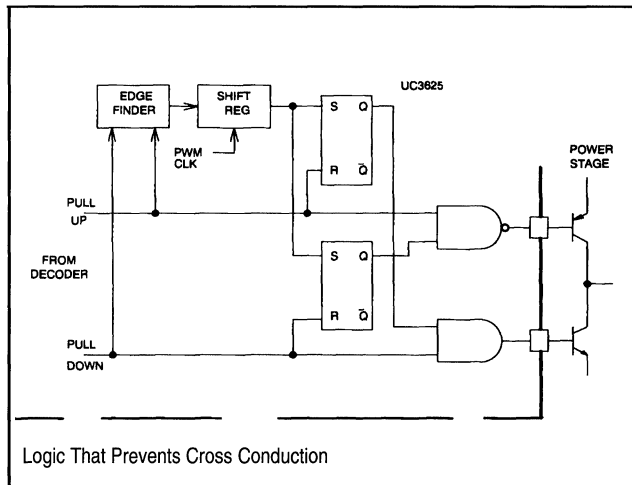 UC3625
EDGE
FINDER
SHIFT
REG
S Q
R Q̅
PWM
CLK
POWER
STAGE
PULL
UP
FROM
DECODER
S Q
R Q̅
PULL
DOWN
Logic That Prevents Cross Conduction